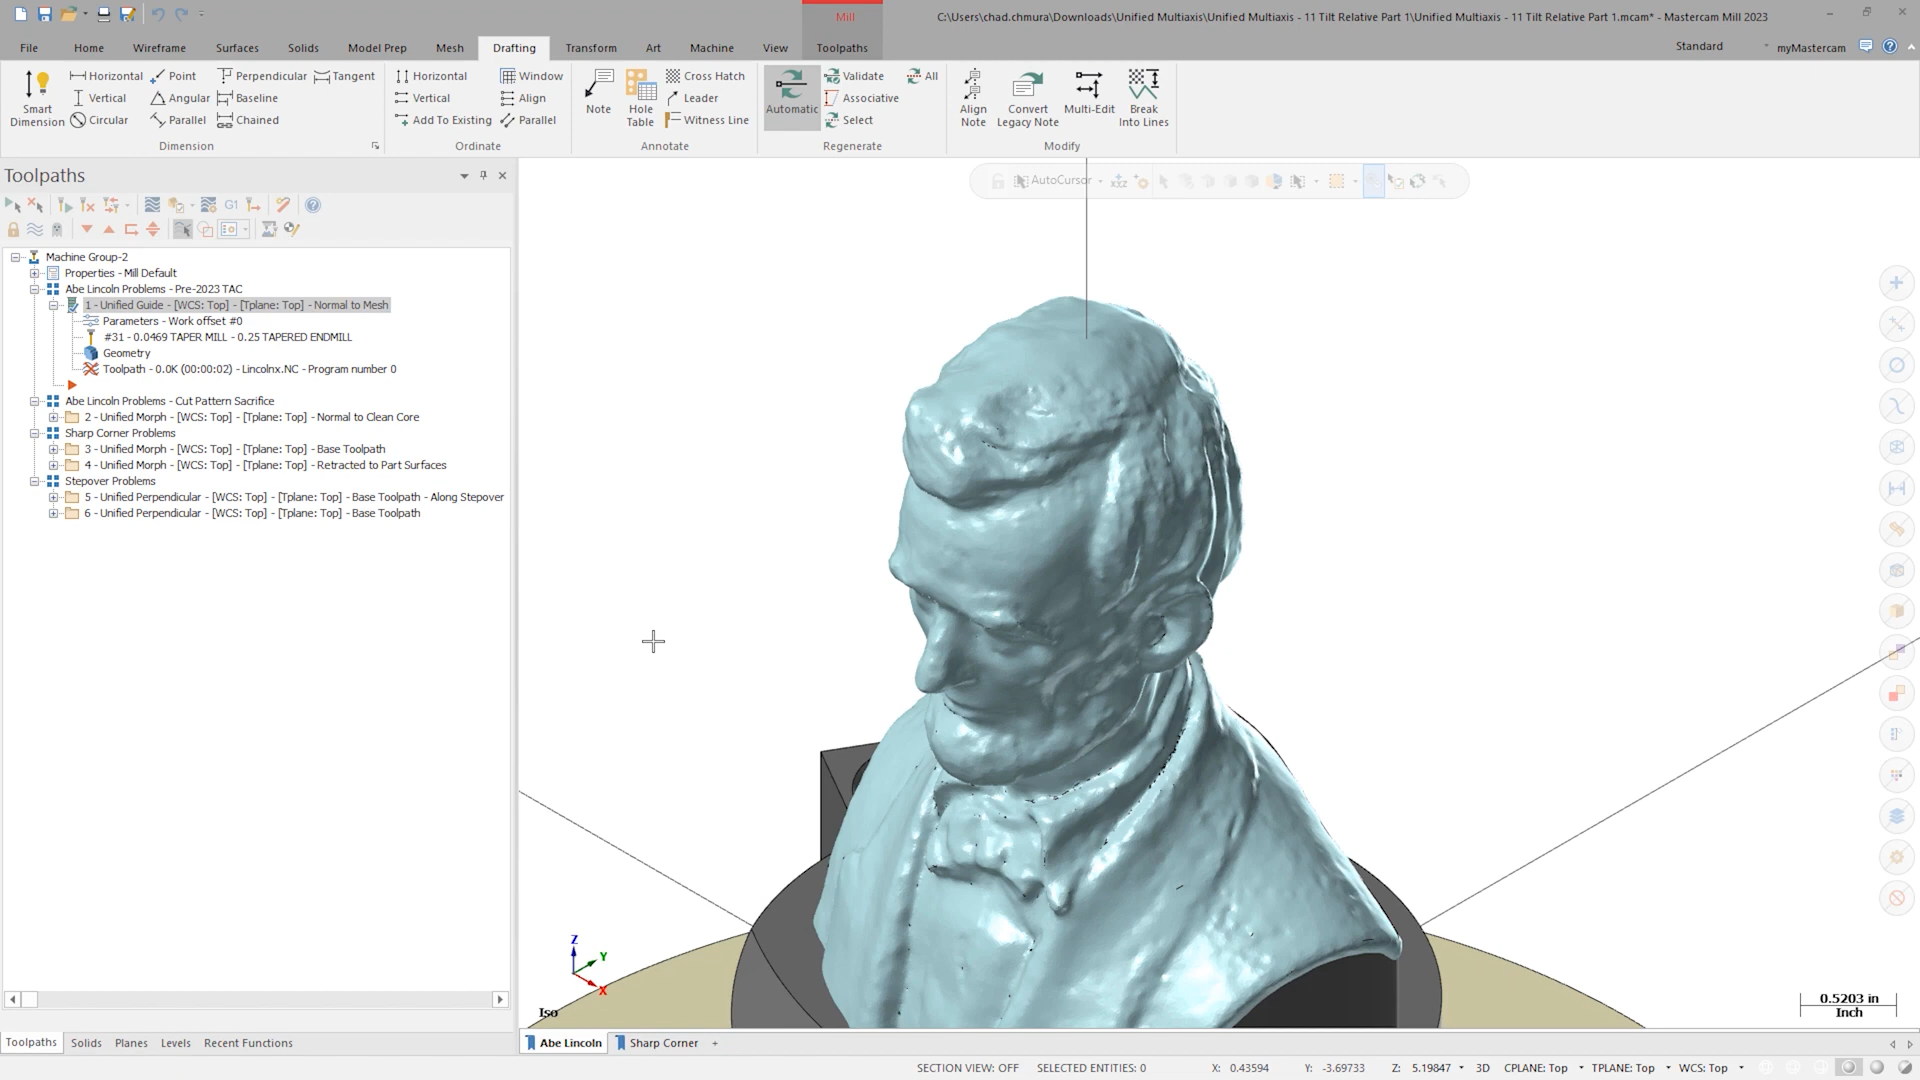 Mill
C:\Users\chad.chmura\Downloads\Unified Multiaxis\Unified Multiaxis - 11 Tilt Relative Part 1\Unified Multiaxis - 11 Tilt Relative Part 1.mcam* - Mastercam Mill 2023
File Home Wireframe Surfaces Solids Model Prep Mesh Drafting Transform Art Machine View Toolpaths Standard myMastercam
Smart Dimension
Horizontal Point Perpendicular Tangent
Vertical Angular Baseline
Circular Parallel Chained
Dimension
Horizontal Window
Vertical Align
Add To Existing Parallel
Ordinate
Note
Hole Table
Cross Hatch
Leader
Witness Line
Annotate
Automatic
Validate All
Associative
Select
Regenerate
Align Note
Convert Legacy Note
Multi-Edit
Break Into Lines
Modify
Toolpaths
AutoCursor
G1
Machine Group-2
Properties - Mill Default
Abe Lincoln Problems - Pre-2023 TAC
1 - Unified Guide - [WCS: Top] - [Tplane: Top] - Normal to Mesh
Parameters - Work offset #0
#31 - 0.0469 TAPER MILL - 0.25 TAPERED ENDMILL
Geometry
Toolpath - 0.0K (00:00:02) - Lincolnx.NC - Program number 0
Abe Lincoln Problems - Cut Pattern Sacrifice
2 - Unified Morph - [WCS: Top] - [Tplane: Top] - Normal to Clean Core
Sharp Corner Problems
3 - Unified Morph - [WCS: Top] - [Tplane: Top] - Base Toolpath
4 - Unified Morph - [WCS: Top] - [Tplane: Top] - Retracted to Part Surfaces
Stepover Problems
5 - Unified Perpendicular - [WCS: Top] - [Tplane: Top] - Base Toolpath - Along Stepover
6 - Unified Perpendicular - [WCS: Top] - [Tplane: Top] - Base Toolpath
Z
Y
X
Iso
0.5203 in
Inch
Toolpaths Solids Planes Levels Recent Functions
Abe Lincoln Sharp Corner +
SECTION VIEW: OFF SELECTED ENTITIES: 0 X: 0.43594 Y: -3.69733 Z: 5.19847 3D CPLANE: Top TPLANE: Top WCS: Top